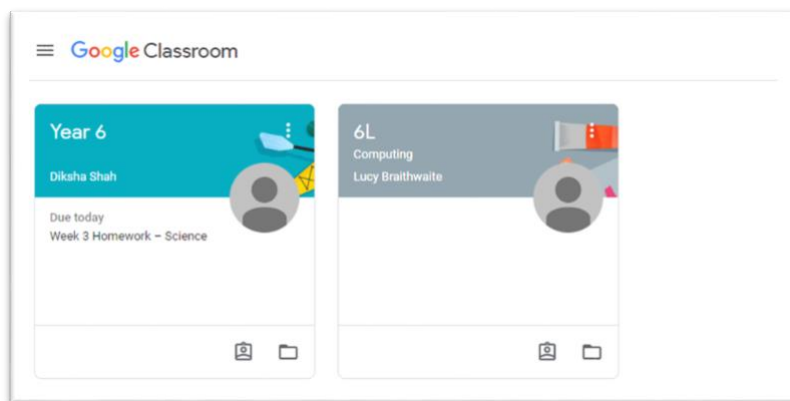 Google Classroom
Year 6
Diksha Shah
Due today
Week 3 Homework – Science
6L
Computing
Lucy Braithwaite